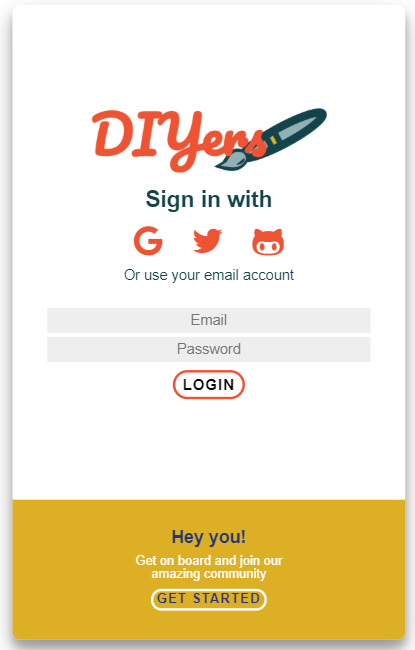 DIYers
Sign in with
Or use your email account
Email
Password
LOGIN
Hey you!
Get on board and join our
amazing community
GET STARTED